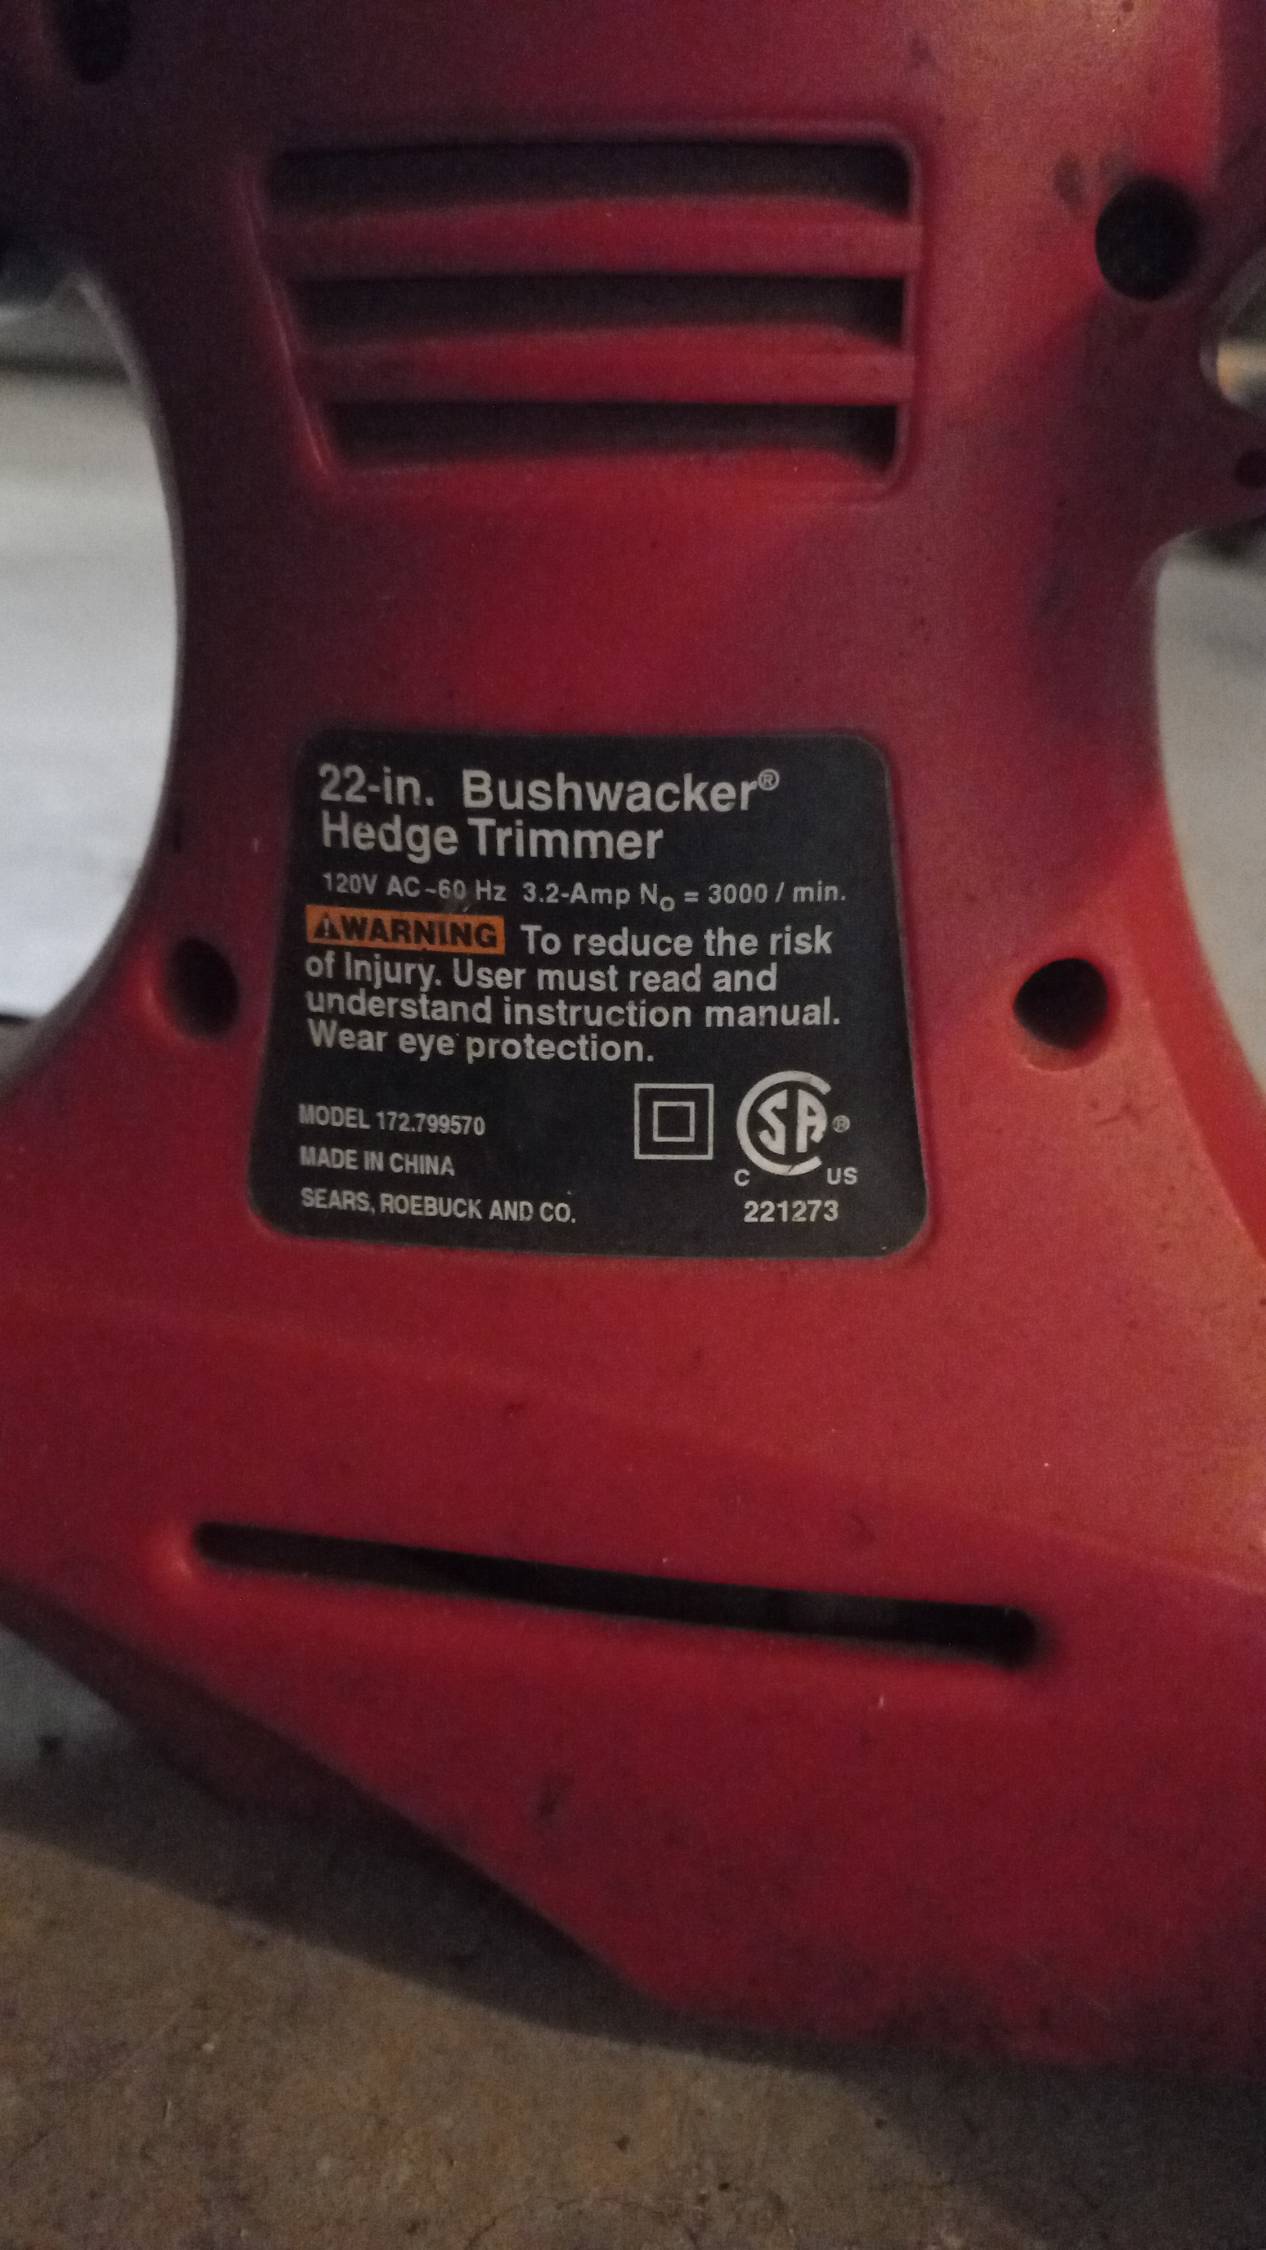 22-in. Bushwacker®
Hedge Trimmer
120V AC~60 Hz 3.2-Amp No = 3000 / min.
⚠WARNING To reduce the risk
of Injury. User must read and
understand instruction manual.
Wear eye protection.
MODEL 172.799570
MADE IN CHINA
SEARS, ROEBUCK AND CO.
CSA®
C US
221273